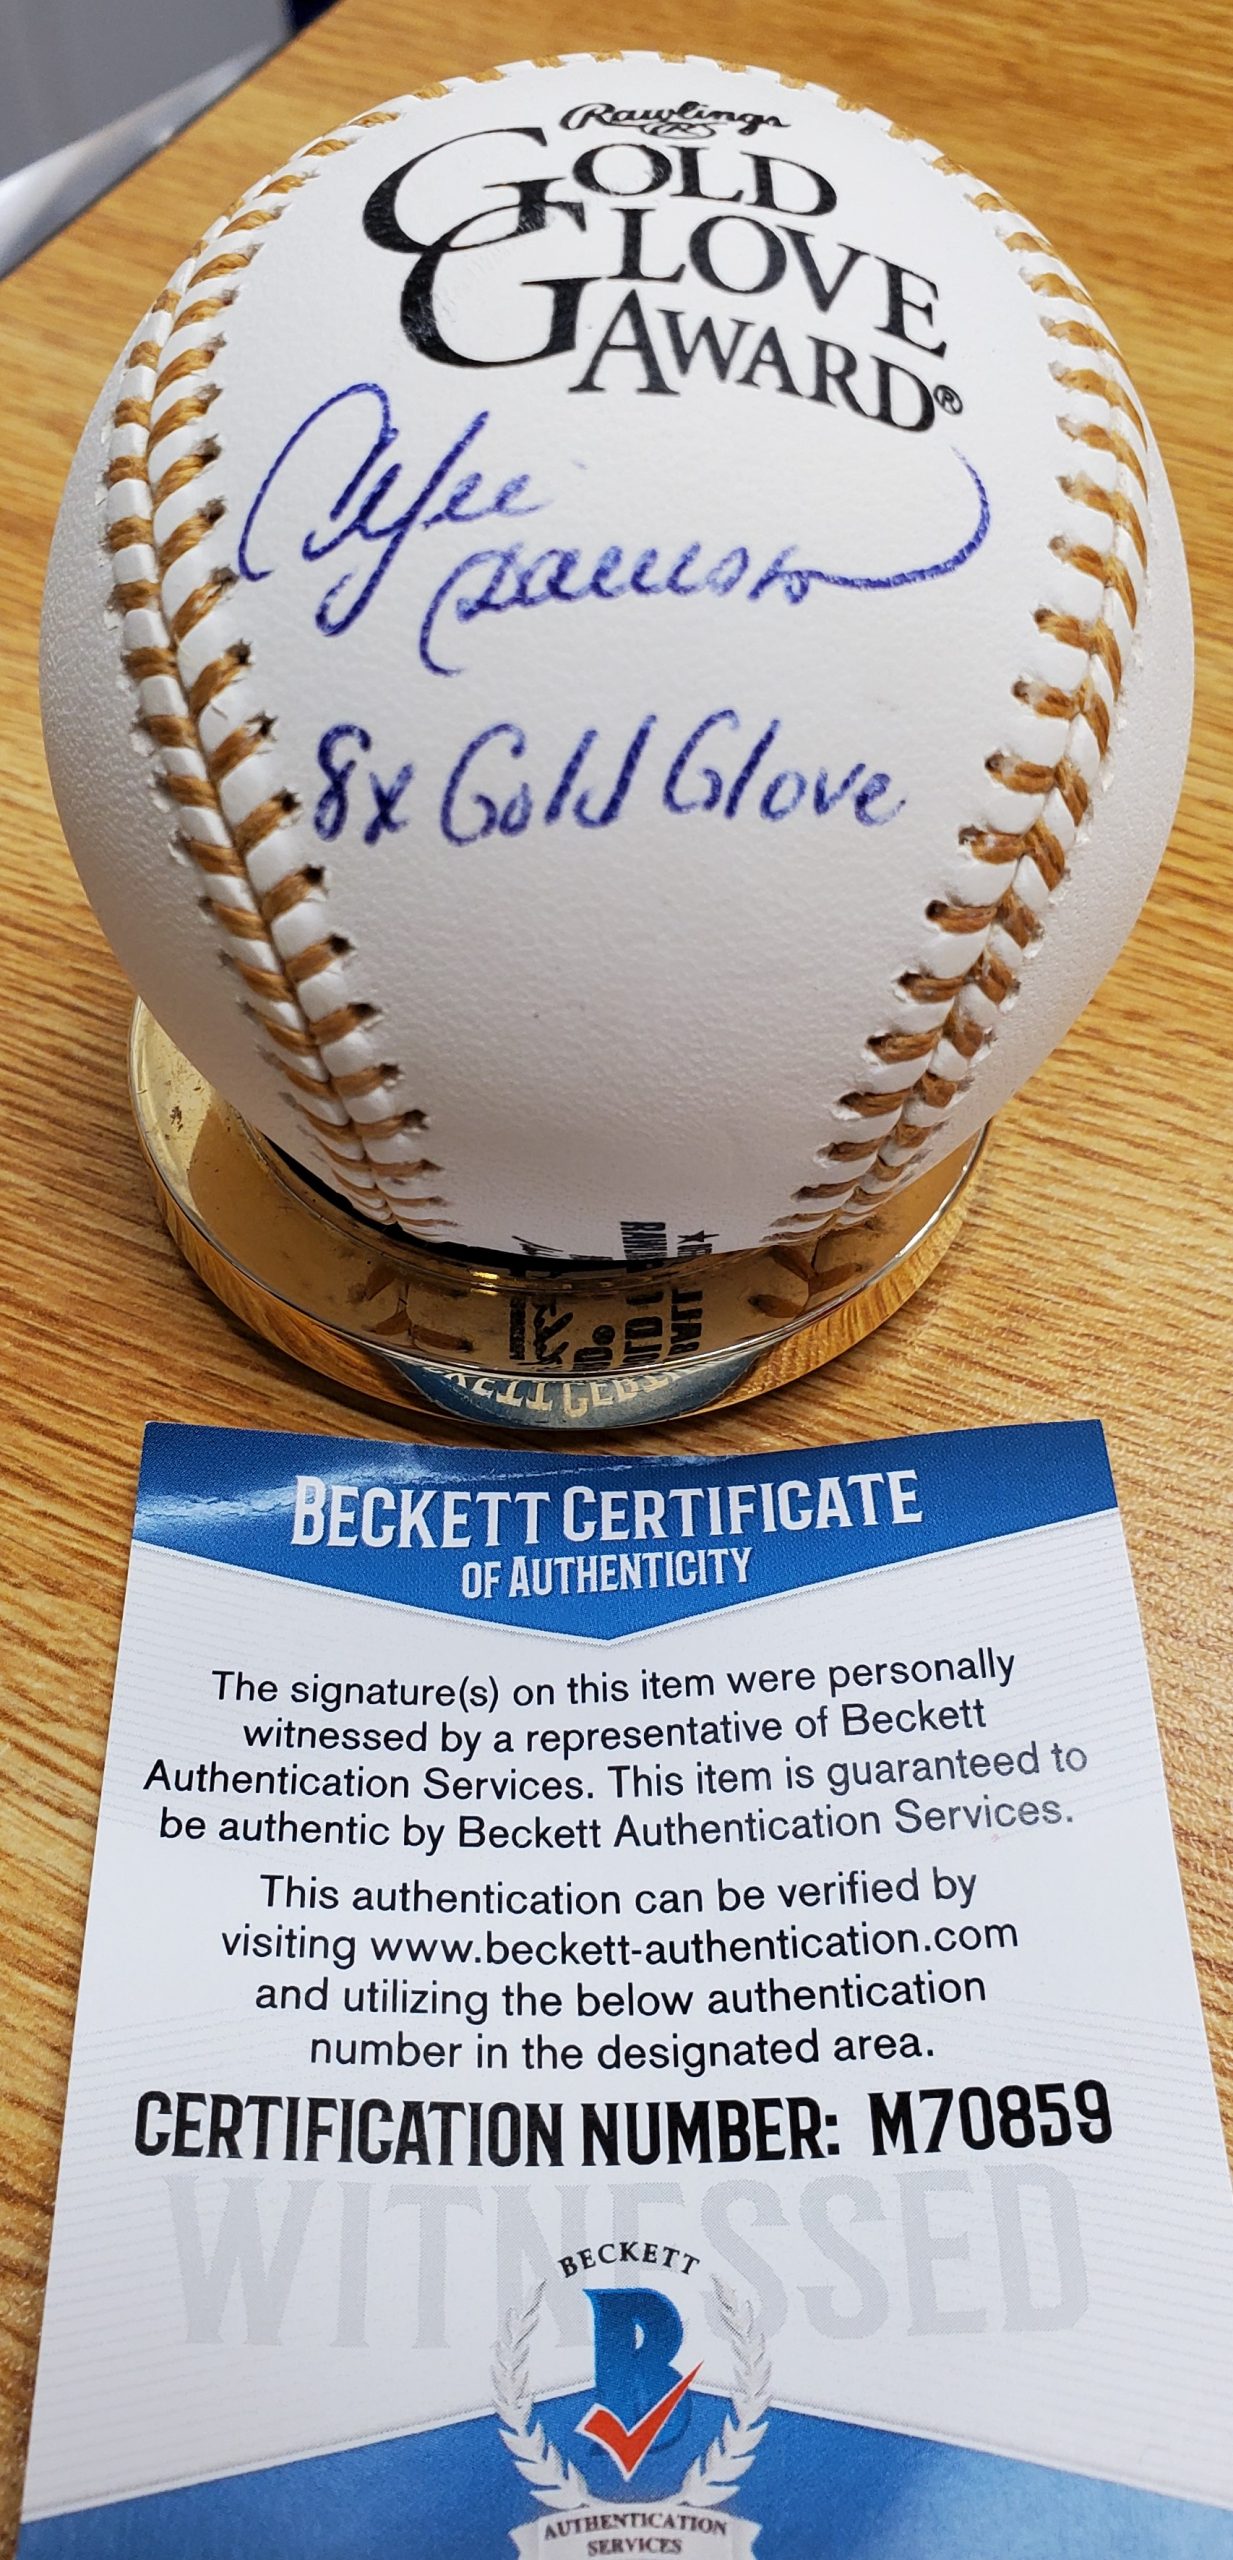 Rawlings
GOLD
GLOVE
AWARD®
Andre
Dawson
8x Gold Glove
BECKETT CERTIFICATE
OF AUTHENTICITY
The signature(s) on this item were personally
witnessed by a representative of Beckett
Authentication Services. This item is guaranteed to
be authentic by Beckett Authentication Services.
This authentication can be verified by
visiting www.beckett-authentication.com
and utilizing the below authentication
number in the designated area.
CERTIFICATION NUMBER: M70859
WITNESSED
BECKETT
B
AUTHENTICATION
SERVICES